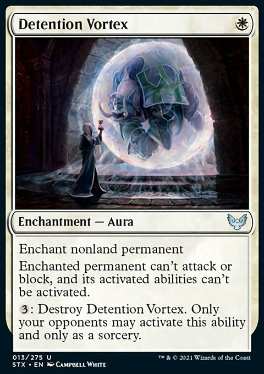 Detention Vortex
Enchantment — Aura
Enchant nonland permanent
Enchanted permanent can't attack or
block, and its activated abilities can't
be activated.
3: Destroy Detention Vortex. Only
your opponents may activate this ability
and only as a sorcery.
013/275 U
STX • EN CAMPBELL WHITE
™ & © 2021 Wizards of the Coast